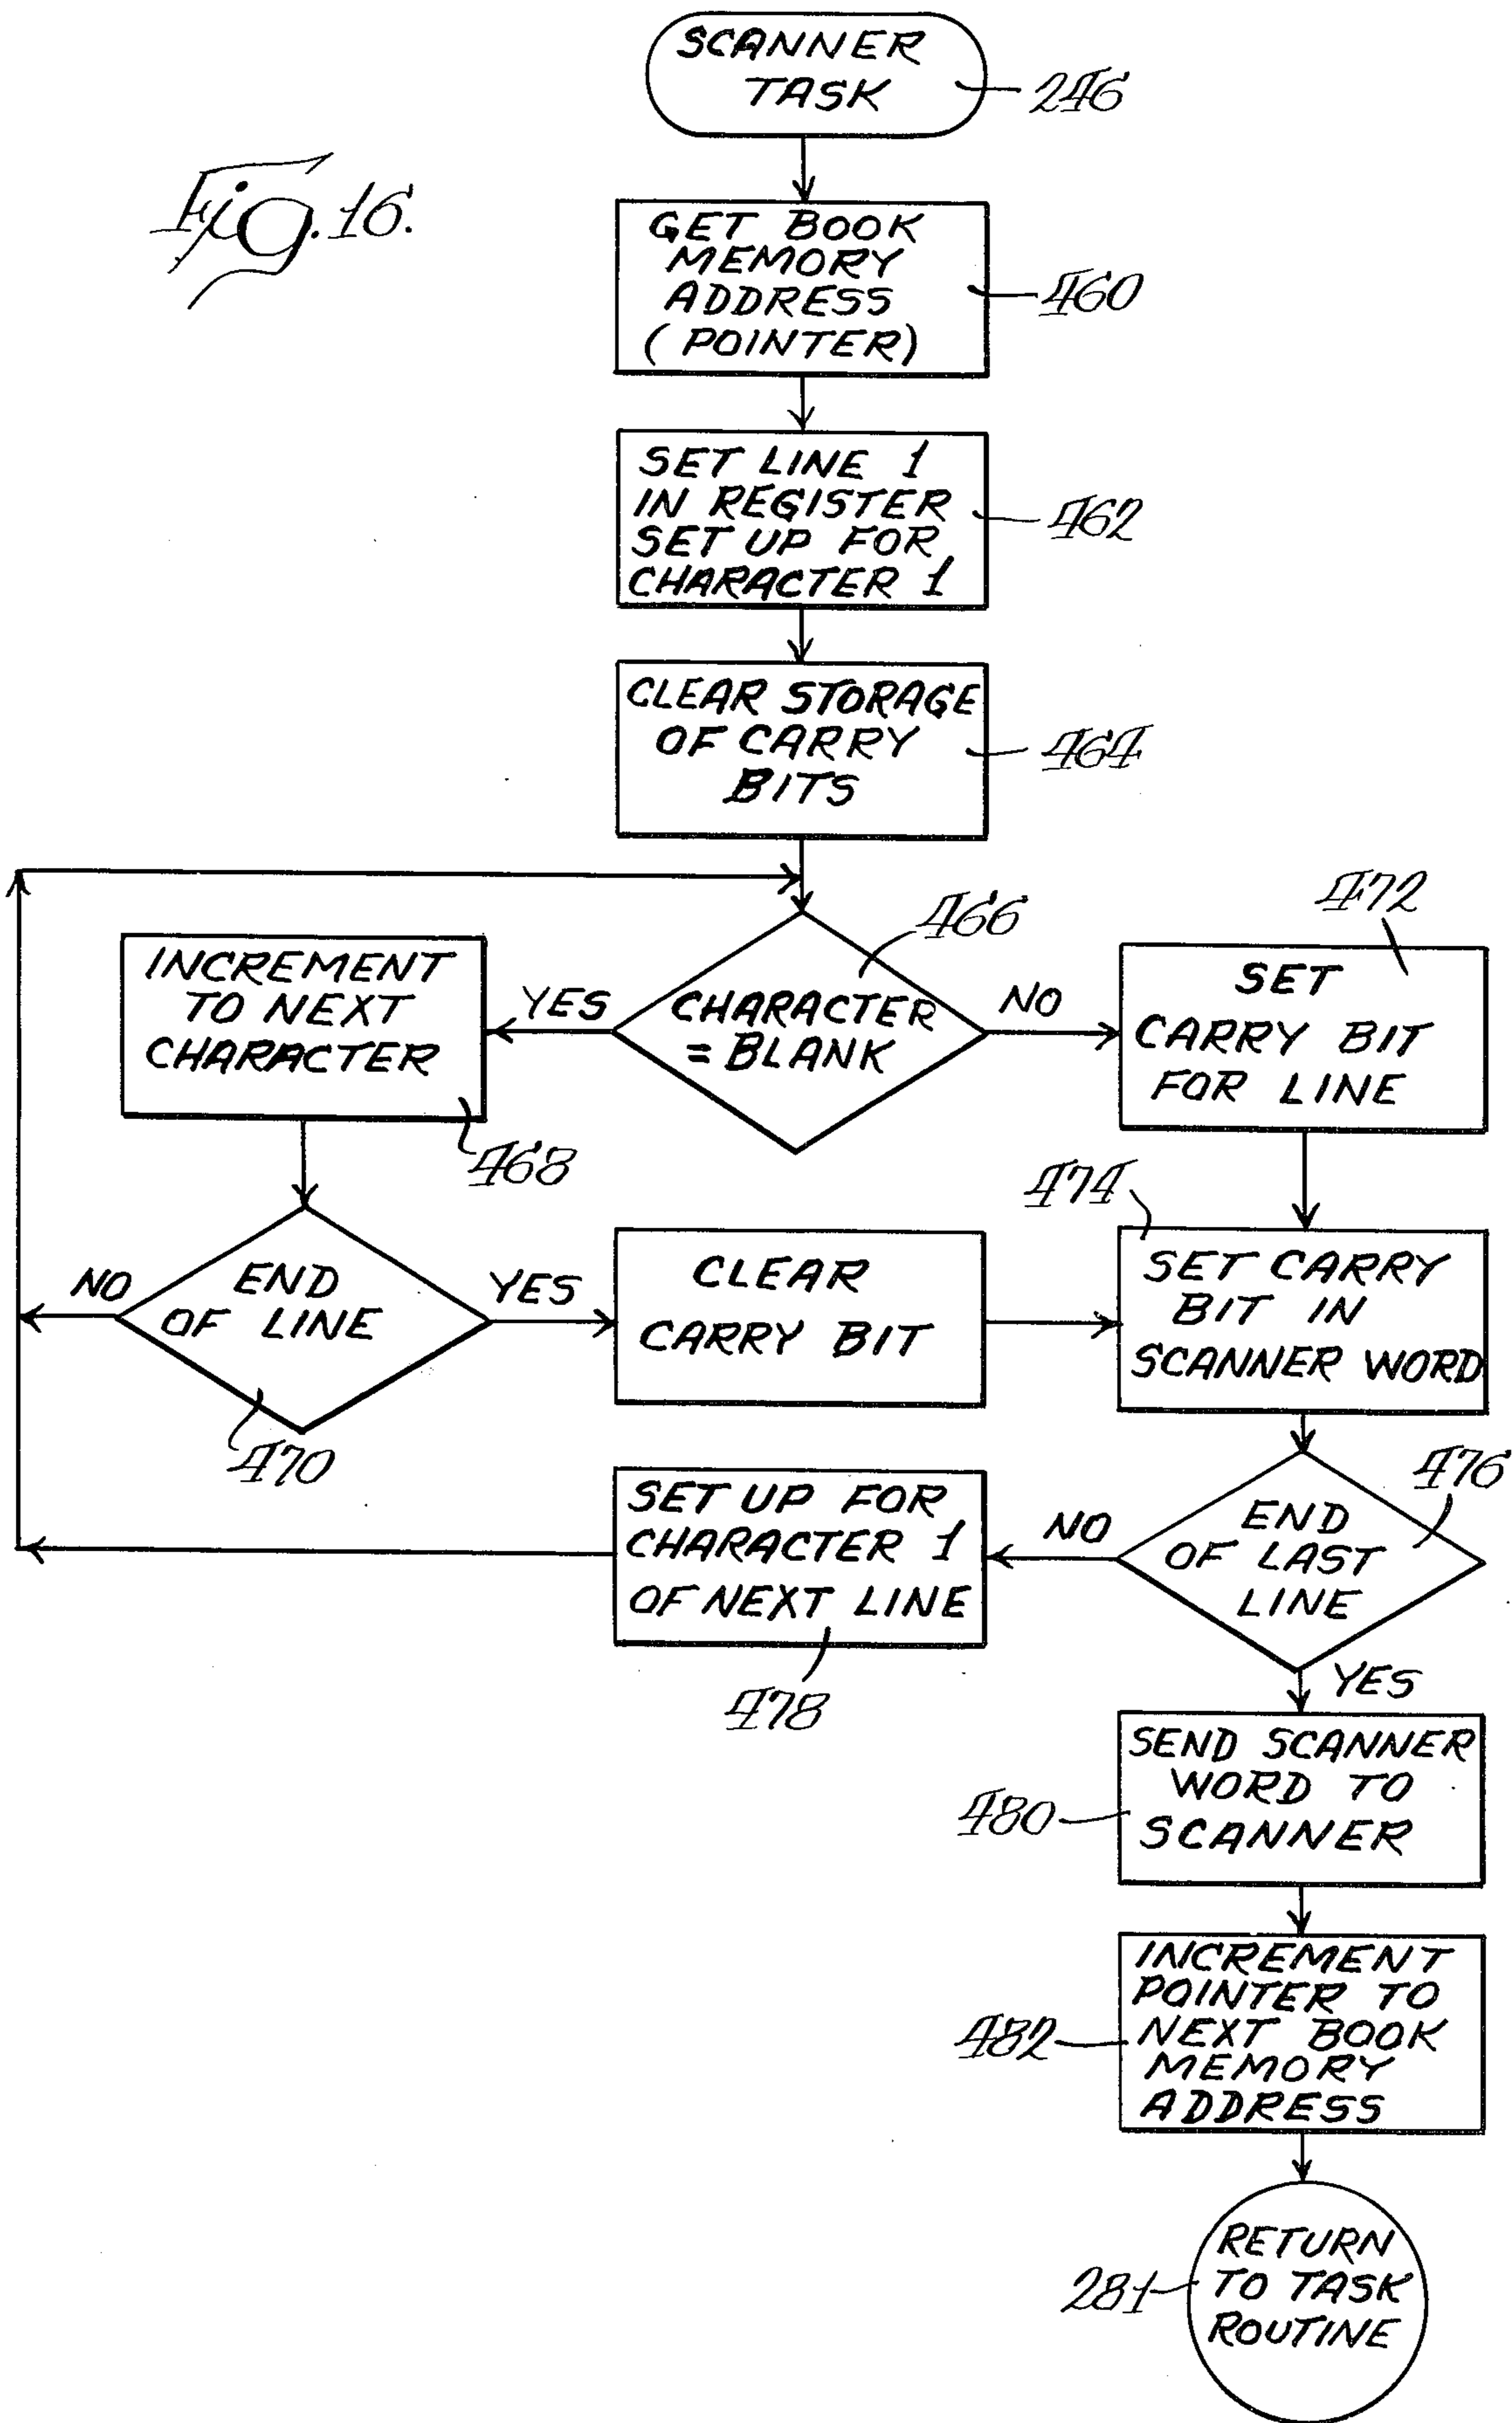 SCANNER
TASK
246
Fig. 16.
GET BOOK
MEMORY
ADDRESS
(POINTER)
460
SET LINE 1
IN REGISTER
SET UP FOR
CHARACTER 1
462
CLEAR STORAGE
OF CARRY
BITS
464
466
472
INCREMENT
TO NEXT
CHARACTER
468
YES
CHARACTER
= BLANK
NO
SET
CARRY BIT
FOR LINE
474
NO
END
OF LINE
470
YES
CLEAR
CARRY BIT
SET CARRY
BIT IN
SCANNER WORD
476
SET UP FOR
CHARACTER 1
OF NEXT LINE
478
NO
END
OF LAST
LINE
YES
SEND SCANNER
WORD TO
SCANNER
480
INCREMENT
POINTER TO
NEXT BOOK
MEMORY
ADDRESS
482
RETURN
TO TASK
ROUTINE
281